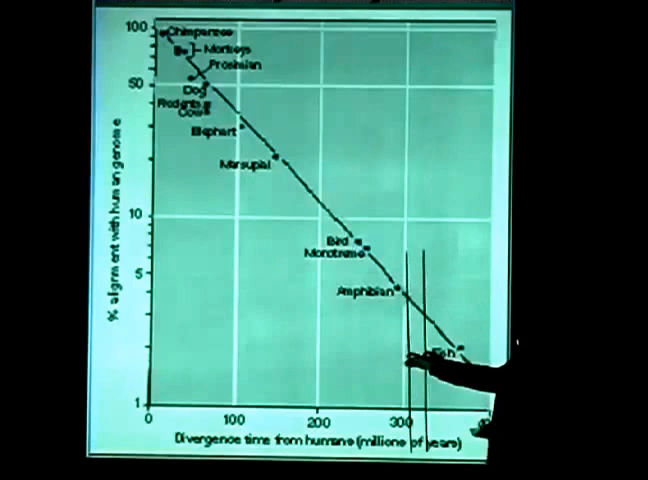 100
Chimpanzee
Monkeys
Prosimian
50
Dog
Rodents
Cow
Elephant
Marsupial
10
Bird
Monotreme
5
Amphibian
Fish
1
0
100
200
300
% alignment with human genome
Divergence time from humans (millions of years)